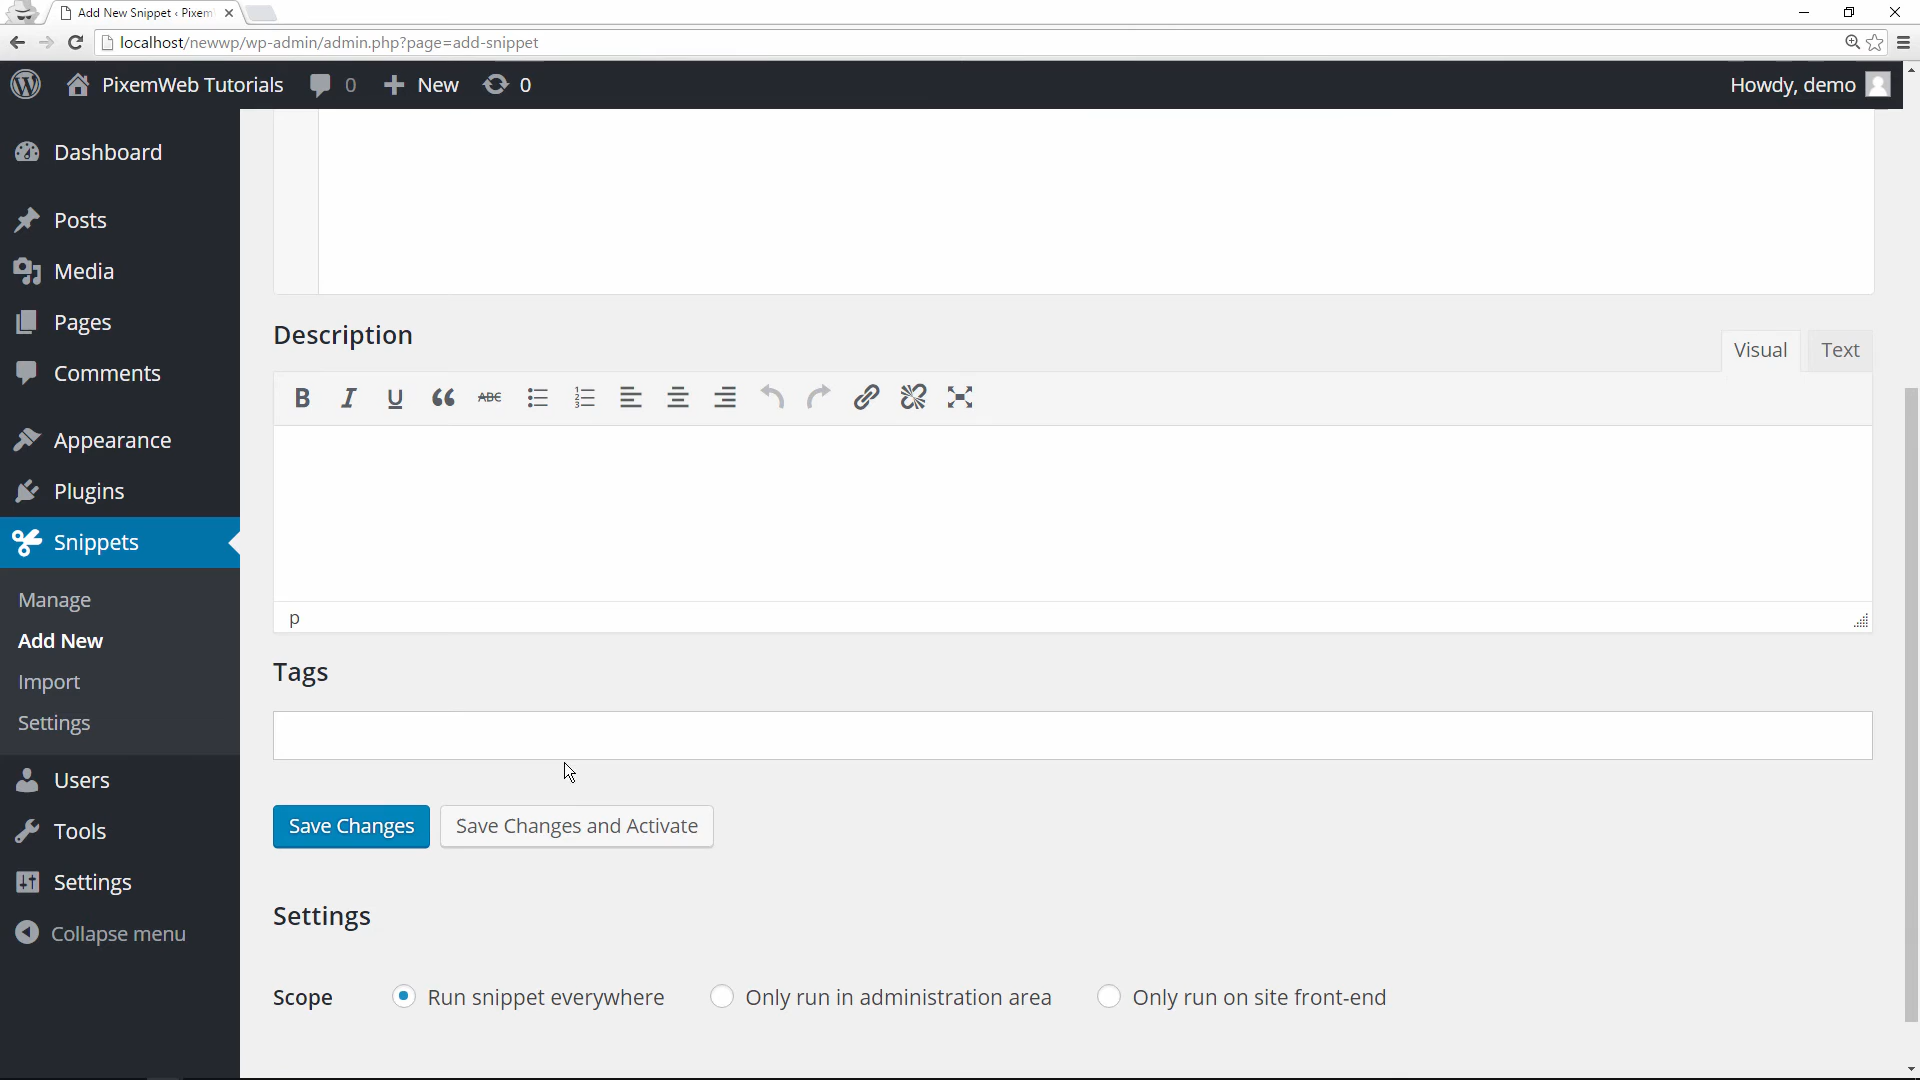 Add New Snippet ‹ Pixem
localhost/newwp/wp-admin/admin.php?page=add-snippet
PixemWeb Tutorials 0 New 0 Howdy, demo
Dashboard
Posts
Media
Pages
Comments
Appearance
Plugins
Snippets
Manage
Add New
Import
Settings
Users
Tools
Settings
Collapse menu
Description
Visual Text
B I U ABC
p
Tags
Save Changes Save Changes and Activate
Settings
Scope Run snippet everywhere Only run in administration area Only run on site front-end